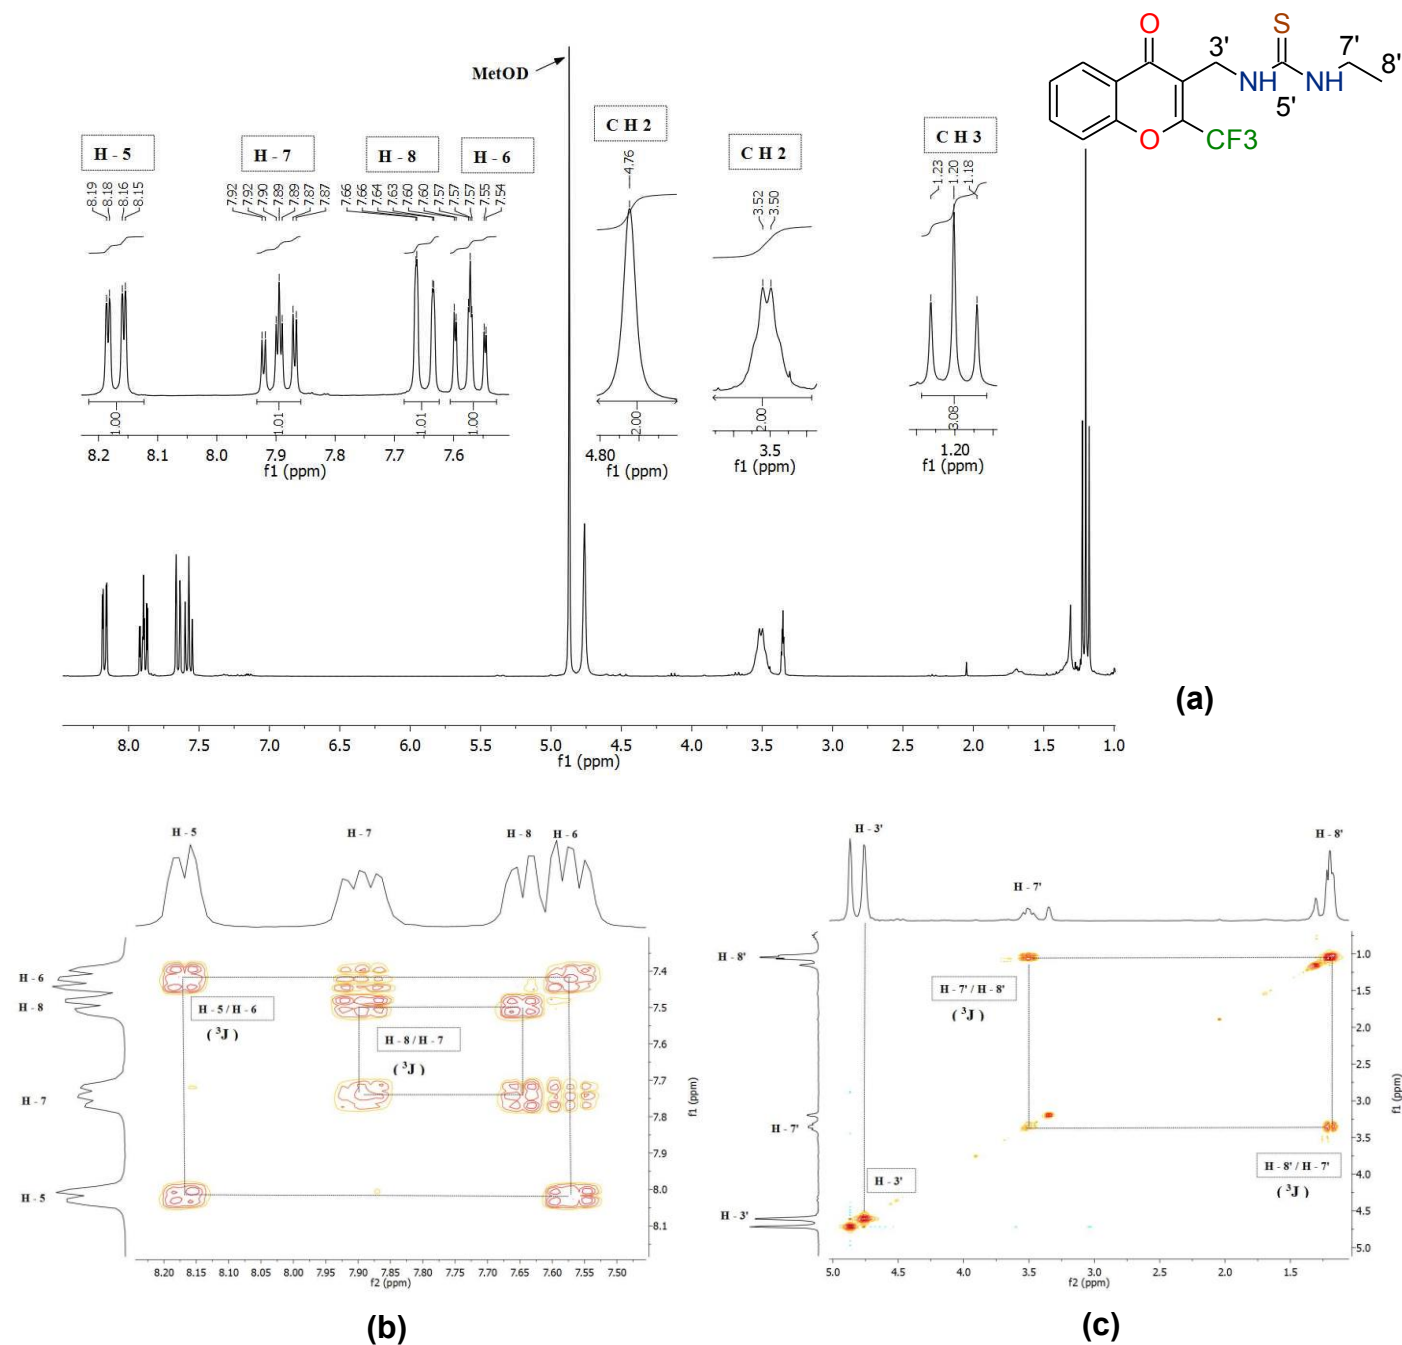 O
S
3'
7'
8'
NH
NH
5'
O
CF3
MetOD
H - 5
H - 7
H - 8
H - 6
C H 2
C H 2
C H 3
8.19
8.18
8.16
8.15
7.92
7.92
7.90
7.89
7.89
7.87
7.87
7.66
7.66
7.64
7.63
7.60
7.60
7.57
7.57
7.57
7.55
7.54
4.76
3.52
3.50
1.23
1.20
1.18
1.00
1.01
1.01
1.00
2.00
2.00
3.08
8.2 8.1 8.0 7.9 7.8 7.7 7.6
f1 (ppm)
4.80
f1 (ppm)
3.5
f1 (ppm)
1.20
f1 (ppm)
(a)
8.0 7.5 7.0 6.5 6.0 5.5 5.0 4.5 4.0 3.5 3.0 2.5 2.0 1.5 1.0
f1 (ppm)
H - 5
H - 7
H - 8
H - 6
H - 6
H - 8
H - 7
H - 5
H - 5 / H - 6
( ³J )
H - 8 / H - 7
( ³J )
7.4
7.5
7.6
7.7
7.8
7.9
8.0
8.1
f1 (ppm)
8.20 8.15 8.10 8.05 8.00 7.95 7.90 7.85 7.80 7.75 7.70 7.65 7.60 7.55 7.50
f2 (ppm)
(b)
H - 3'
H - 7'
H - 8'
H - 8'
H - 7'
H - 3'
H - 7' / H - 8'
( ³J )
H - 3'
H - 8' / H - 7'
( ³J )
1.0
1.5
2.0
2.5
3.0
3.5
4.0
4.5
5.0
f1 (ppm)
5.0 4.5 4.0 3.5 3.0 2.5 2.0 1.5
f2 (ppm)
(c)